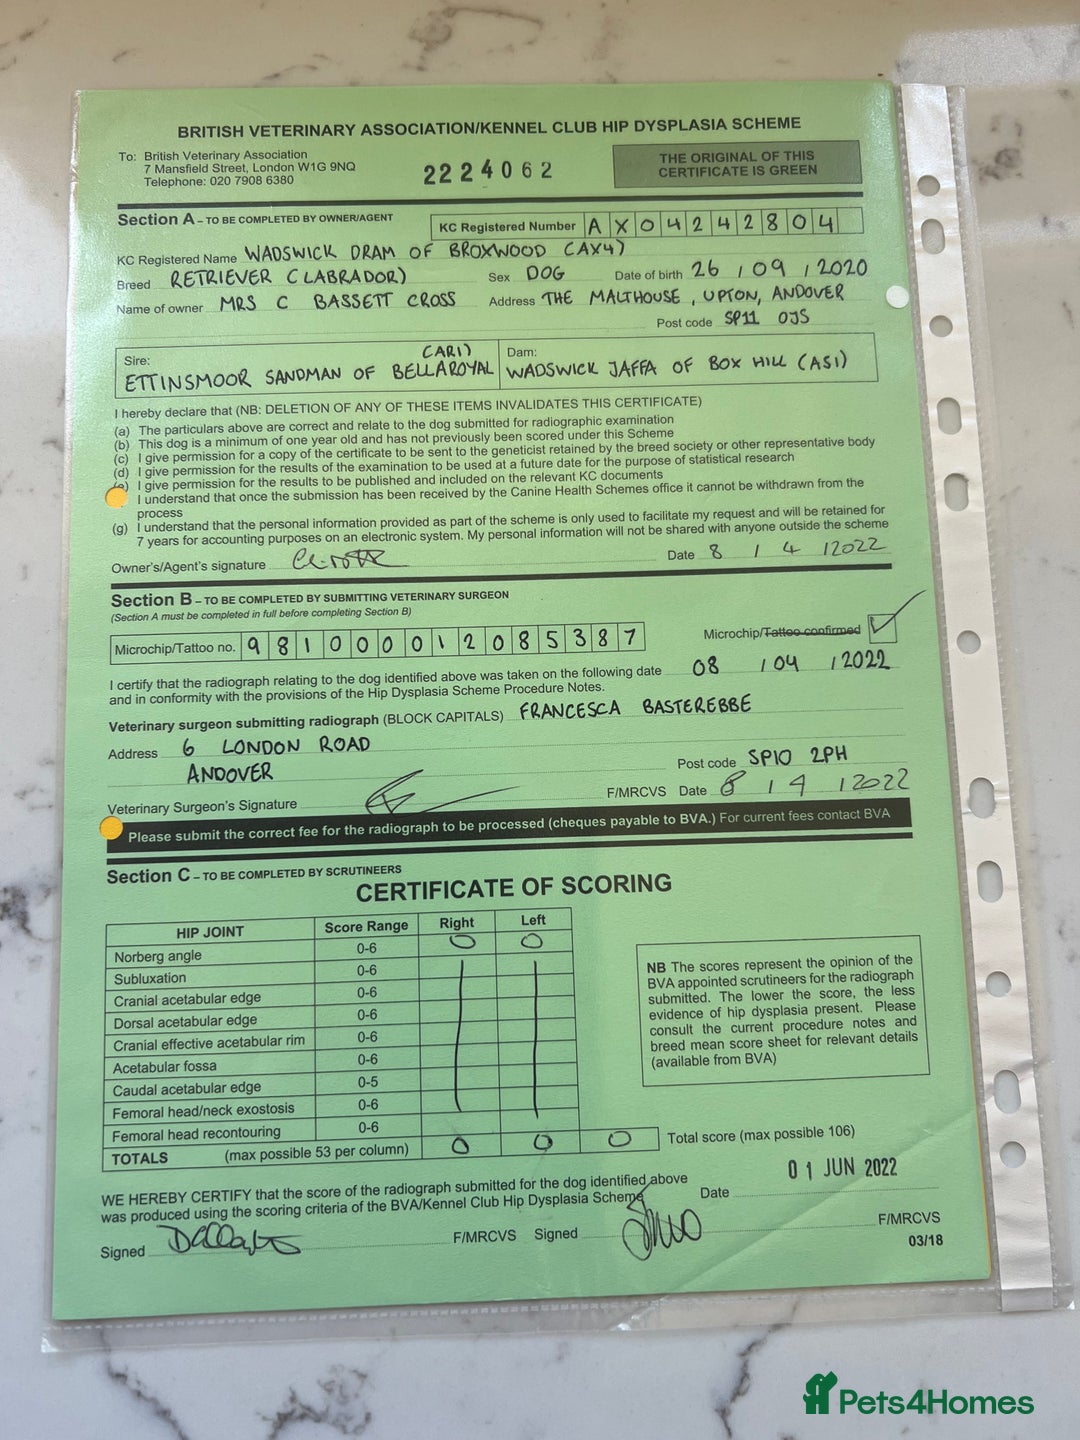 BRITISH VETERINARY ASSOCIATION/KENNEL CLUB HIP DYSPLASIA SCHEME
To: British Veterinary Association
7 Mansfield Street, London W1G 9NQ
Telephone: 020 7908 6380
2224062
THE ORIGINAL OF THIS
CERTIFICATE IS GREEN
Section A – TO BE COMPLETED BY OWNER/AGENT
KC Registered Number AX04242804
KC Registered Name WADSWICK DRAM OF BROXWOOD (AX4)
Breed RETRIEVER (LABRADOR) Sex DOG Date of birth 26 / 09 / 2020
Name of owner MRS C BASSETT CROSS Address THE MALTHOUSE, UPTON, ANDOVER
Post code SP11 0JS
Sire: (ARI)
ETTINSMOOR SANDMAN OF BELLAROYAL
Dam:
WADSWICK JAFFA OF BOX HILL (ASI)
I hereby declare that (NB: DELETION OF ANY OF THESE ITEMS INVALIDATES THIS CERTIFICATE)
(a) The particulars above are correct and relate to the dog submitted for radiographic examination
(b) This dog is a minimum of one year old and has not previously been scored under this Scheme
(c) I give permission for a copy of the certificate to be sent to the geneticist retained by the breed society or other representative body
(d) I give permission for the results of the examination to be used at a future date for the purpose of statistical research
(e) I give permission for the results to be published and included on the relevant KC documents
I understand that once the submission has been received by the Canine Health Schemes office it cannot be withdrawn from the
process
(g) I understand that the personal information provided as part of the scheme is only used to facilitate my request and will be retained for
7 years for accounting purposes on an electronic system. My personal information will not be shared with anyone outside the scheme
Owner's/Agent's signature Date 8 / 4 / 2022
Section B – TO BE COMPLETED BY SUBMITTING VETERINARY SURGEON
(Section A must be completed in full before completing Section B)
Microchip/Tattoo no. 981000012085387
Microchip/Tattoo confirmed ✓
I certify that the radiograph relating to the dog identified above was taken on the following date 08 / 04 / 2022
and in conformity with the provisions of the Hip Dysplasia Scheme Procedure Notes.
Veterinary surgeon submitting radiograph (BLOCK CAPITALS) FRANCESCA BASTEREBBE
Address 6 LONDON ROAD
ANDOVER
Post code SP10 2PH
Veterinary Surgeon's Signature F/MRCVS Date 8 / 4 / 2022
Please submit the correct fee for the radiograph to be processed (cheques payable to BVA.) For current fees contact BVA
Section C – TO BE COMPLETED BY SCRUTINEERS
CERTIFICATE OF SCORING
HIP JOINT Score Range Right Left
Norberg angle 0-6 0 0
Subluxation 0-6
Cranial acetabular edge 0-6
Dorsal acetabular edge 0-6
Cranial effective acetabular rim 0-6
Acetabular fossa 0-6
Caudal acetabular edge 0-5
Femoral head/neck exostosis 0-6
Femoral head recontouring 0-6
TOTALS (max possible 53 per column) 0 0 0 Total score (max possible 106)
NB The scores represent the opinion of the
BVA appointed scrutineers for the radiograph
submitted. The lower the score, the less
evidence of hip dysplasia present. Please
consult the current procedure notes and
breed mean score sheet for relevant details
(available from BVA)
WE HEREBY CERTIFY that the score of the radiograph submitted for the dog identified above
was produced using the scoring criteria of the BVA/Kennel Club Hip Dysplasia Scheme
Date 01 JUN 2022
Signed F/MRCVS Signed F/MRCVS
03/18
Pets4Homes